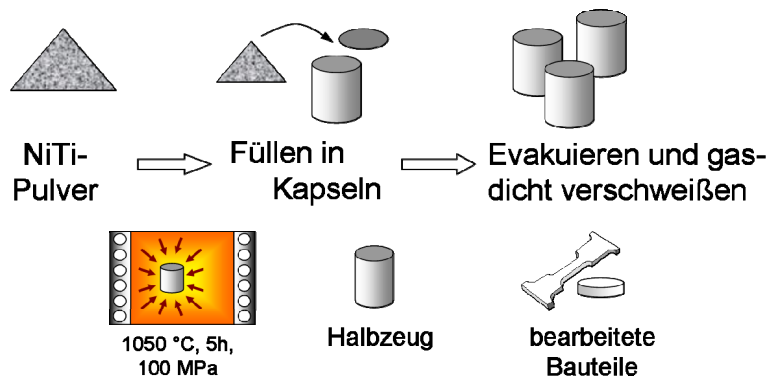 NiTi-
Pulver
Füllen in
Kapseln
Evakuieren und gas-
dicht verschweißen
1050 °C, 5h,
100 MPa
Halbzeug
bearbeitete
Bauteile